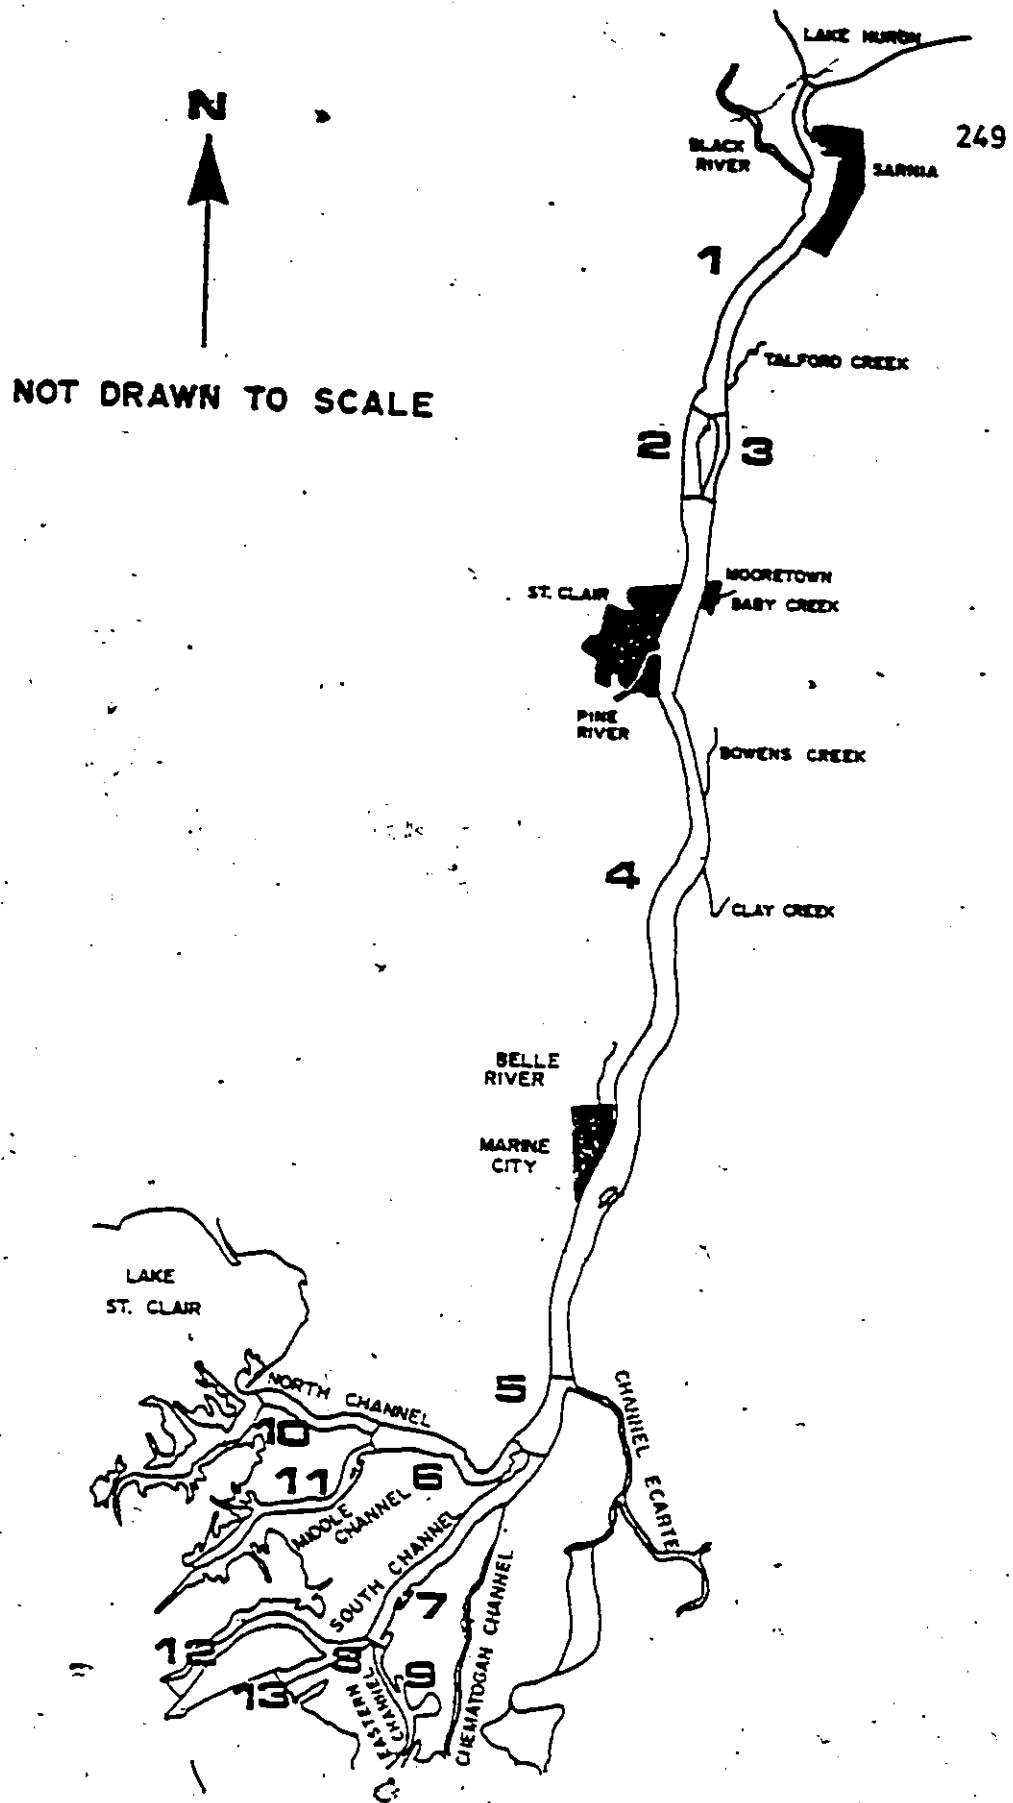 LAKE HURON
N
249
BLACK
RIVER
SARNIA
1
TALFORD CREEK
NOT DRAWN TO SCALE
2
3
MOORETOWN
ST. CLAIR
BABY CREEK
PINE
RIVER
BOWENS CREEK
4
CLAY CREEK
BELLE
RIVER
MARINE
CITY
LAKE
ST. CLAIR
5
NORTH CHANNEL
CHANNEL ECARTE
10
11
6
MIDDLE
CHANNEL
SOUTH CHANNEL
7
CHEMATOGAN CHANNEL
12
8
9
13
EASTERN
CHANNEL